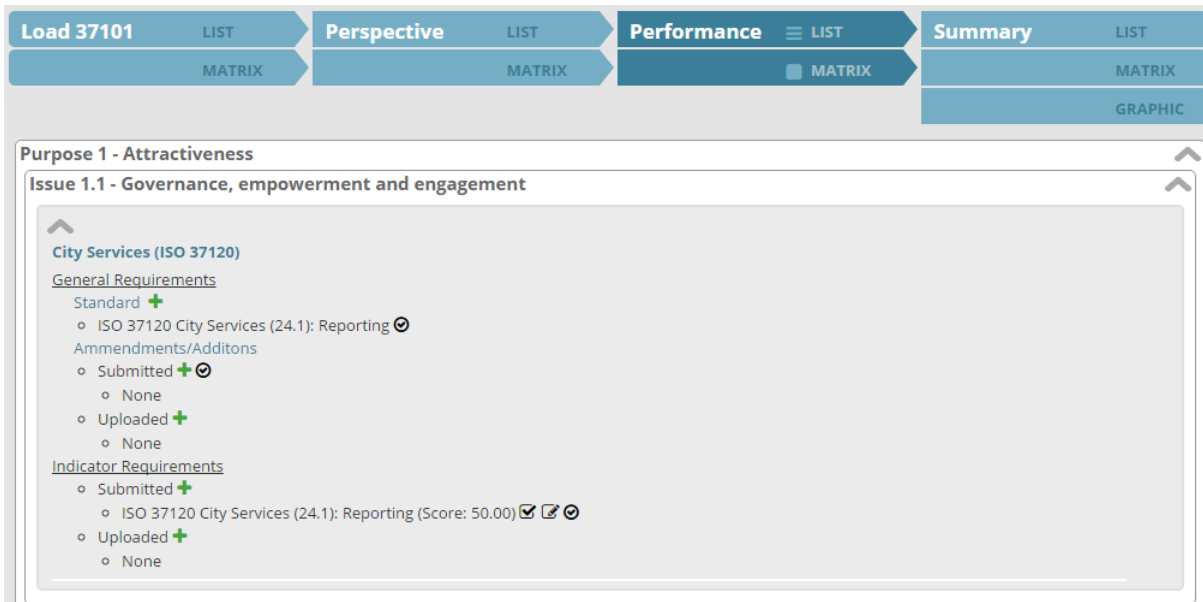 Load 37101 LIST Perspective LIST Performance LIST Summary LIST
MATRIX MATRIX MATRIX MATRIX
GRAPHIC
Purpose 1 - Attractiveness
Issue 1.1 - Governance, empowerment and engagement
City Services (ISO 37120)
General Requirements
Standard
ISO 37120 City Services (24.1): Reporting
Ammendments/Additons
Submitted
None
Uploaded
None
Indicator Requirements
Submitted
ISO 37120 City Services (24.1): Reporting (Score: 50.00)
Uploaded
None